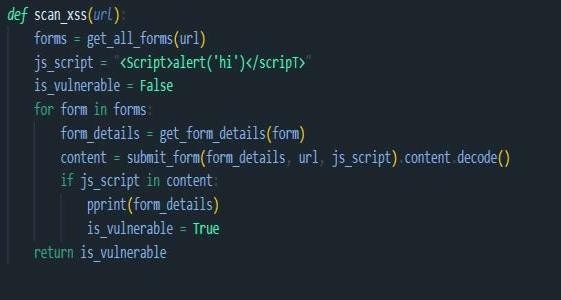 def scan_xss(url):
    forms = get_all_forms(url)
    js_script = "<Script>alert('hi')</scripT>"
    is_vulnerable = False
    for form in forms:
        form_details = get_form_details(form)
        content = submit_form(form_details, url, js_script).content.decode()
        if js_script in content:
            pprint(form_details)
            is_vulnerable = True
    return is_vulnerable